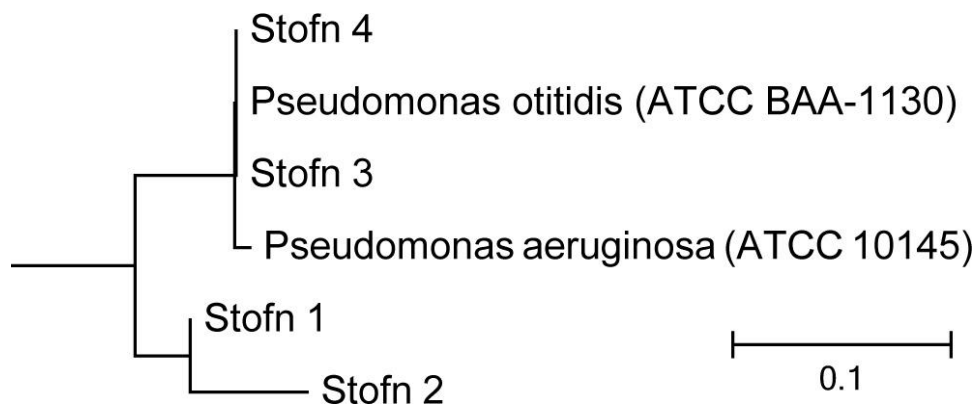 Stofn 4
Pseudomonas otitidis (ATCC BAA-1130)
Stofn 3
Pseudomonas aeruginosa (ATCC 10145)
Stofn 1
Stofn 2
0.1